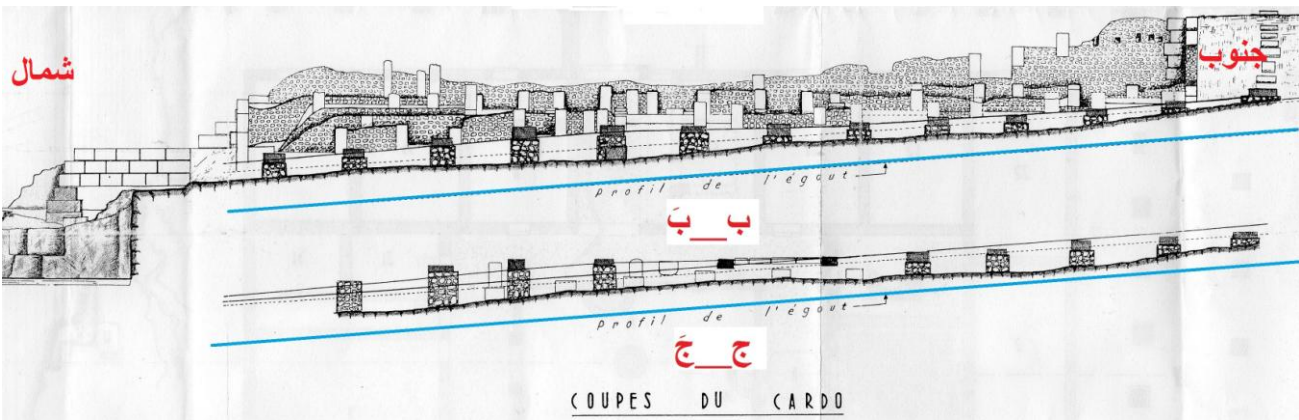 شمال
جنوب
profil de l'égout
ب__بَ
profil de l'égout
ج__جَ
COUPES DU CARDO